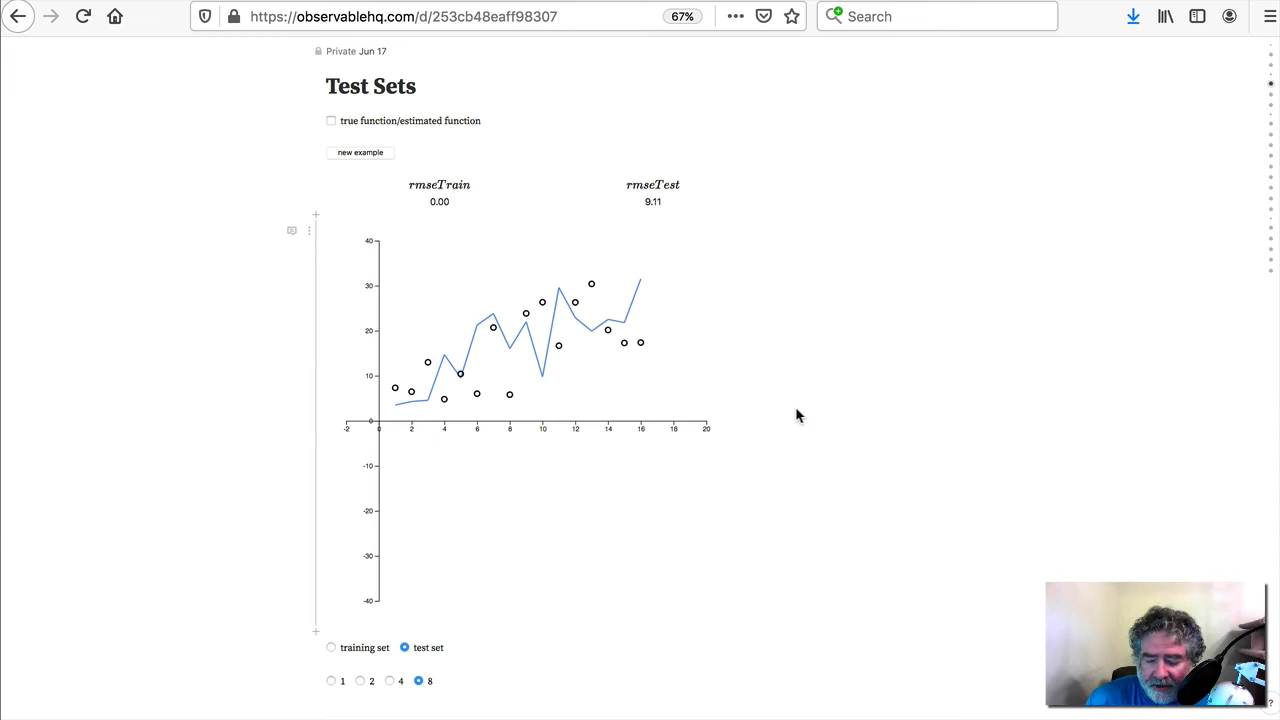 https://observablehq.com/d/253cb48eaff98307
67%
Search
Private Jun 17
Test Sets
true function/estimated function
new example
rmseTrain rmseTest
0.00 9.11
40
30
20
10
0
-2 0 2 4 6 8 10 12 14 16 18 20
-10
-20
-30
-40
training set test set
1 2 4 8
?